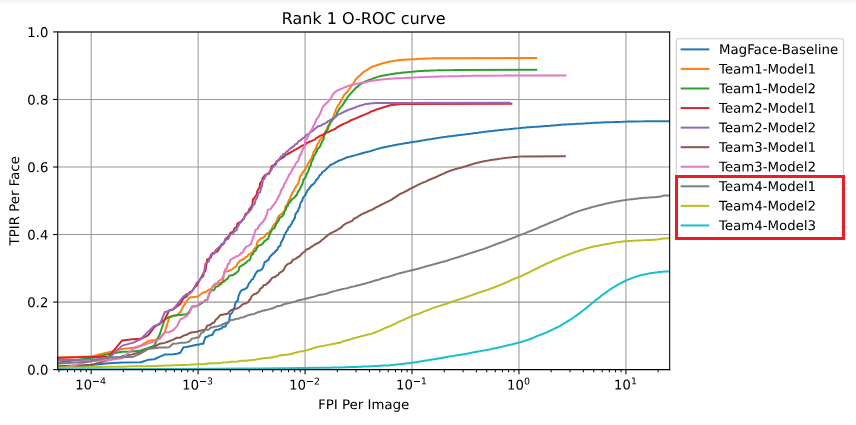 Rank 1 O-ROC curve
1.0
0.8
0.6
0.4
0.2
0.0
TPIR Per Face
10⁻⁴
10⁻³
10⁻²
10⁻¹
10⁰
10¹
FPI Per Image
MagFace-Baseline
Team1-Model1
Team1-Model2
Team2-Model1
Team2-Model2
Team3-Model1
Team3-Model2
Team4-Model1
Team4-Model2
Team4-Model3